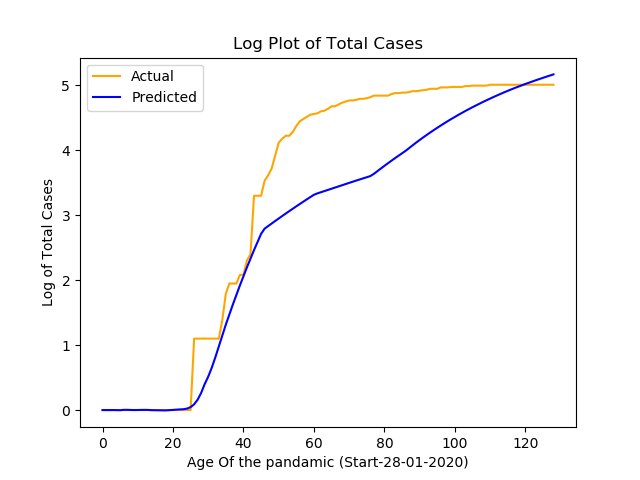 Log Plot of Total Cases
Actual
Predicted
5
4
3
2
1
0
Log of Total Cases
0 20 40 60 80 100 120
Age Of the pandamic (Start-28-01-2020)